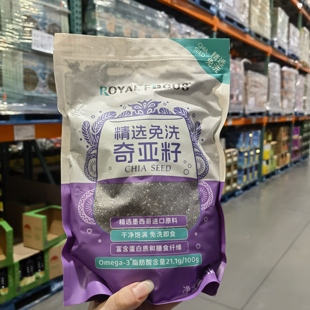 ROYAL FOCUS
精选免洗
奇亚籽
CHIA SEED
精选墨西哥进口原料
干净饱满 免洗即食
富含蛋白质和膳食纤维
Omega-3*脂肪酸含量21.1g/100g